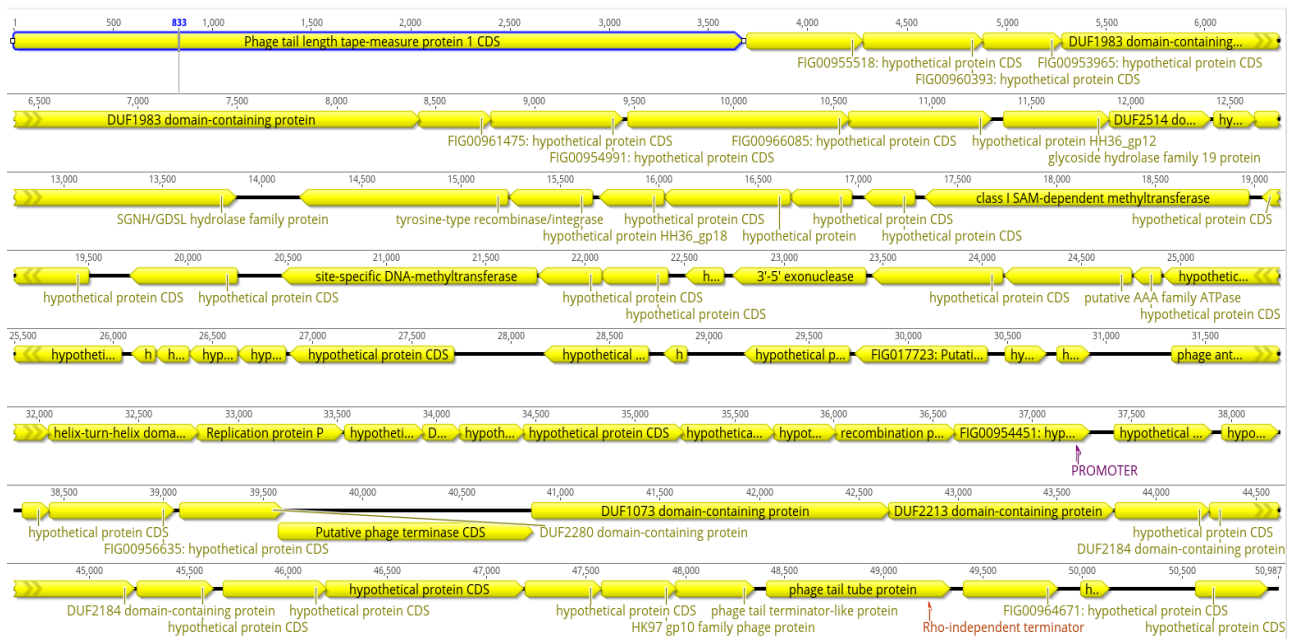 1 500 833 1,000 1,500 2,000 2,500 3,000 3,500 4,000 4,500 5,000 5,500 6,000
Phage tail length tape-measure protein 1 CDS DUF1983 domain-containing...
FIG00955518: hypothetical protein CDS FIG00953965: hypothetical protein CDS
FIG00960393: hypothetical protein CDS
6,500 7,000 7,500 8,000 8,500 9,000 9,500 10,000 10,500 11,000 11,500 12,000 12,500
DUF1983 domain-containing protein DUF2514 do... hy...
FIG00961475: hypothetical protein CDS FIG00966085: hypothetical protein CDS hypothetical protein HH36_gp12
FIG00954991: hypothetical protein CDS glycoside hydrolase family 19 protein
13,000 13,500 14,000 14,500 15,000 15,500 16,000 16,500 17,000 17,500 18,000 18,500 19,000
class I SAM-dependent methyltransferase
SGNH/GDSL hydrolase family protein tyrosine-type recombinase/integrase hypothetical protein CDS hypothetical protein CDS hypothetical protein CDS
hypothetical protein HH36_gp18 hypothetical protein hypothetical protein CDS
19,500 20,000 20,500 21,000 21,500 22,000 22,500 23,000 23,500 24,000 24,500 25,000
site-specific DNA-methyltransferase h... 3'-5' exonuclease hypothetic...
hypothetical protein CDS hypothetical protein CDS hypothetical protein CDS hypothetical protein CDS putative AAA family ATPase
hypothetical protein CDS hypothetical protein CDS
25,500 26,000 26,500 27,000 27,500 28,000 28,500 29,000 29,500 30,000 30,500 31,000 31,500
hypotheti... h h... hyp... hyp... hypothetical protein CDS hypothetical ... h hypothetical p... FIG017723: Putati... hy... h... phage ant...
32,000 32,500 33,000 33,500 34,000 34,500 35,000 35,500 36,000 36,500 37,000 37,500 38,000
helix-turn-helix doma... Replication protein P hypotheti... D... hypoth... hypothetical protein CDS hypothetica... hypot... recombination p... FIG00954451: hyp... hypothetical ... hypo...
PROMOTER
38,500 39,000 39,500 40,000 40,500 41,000 41,500 42,000 42,500 43,000 43,500 44,000 44,500
DUF1073 domain-containing protein DUF2213 domain-containing protein
hypothetical protein CDS Putative phage terminase CDS DUF2280 domain-containing protein hypothetical protein CDS
FIG00956635: hypothetical protein CDS DUF2184 domain-containing protein
45,000 45,500 46,000 46,500 47,000 47,500 48,000 48,500 49,000 49,500 50,000 50,500 50,987
hypothetical protein CDS phage tail tube protein h..
DUF2184 domain-containing protein hypothetical protein CDS hypothetical protein CDS phage tail terminator-like protein FIG00964671: hypothetical protein CDS
hypothetical protein CDS HK97 gp10 family phage protein Rho-independent terminator hypothetical protein CDS